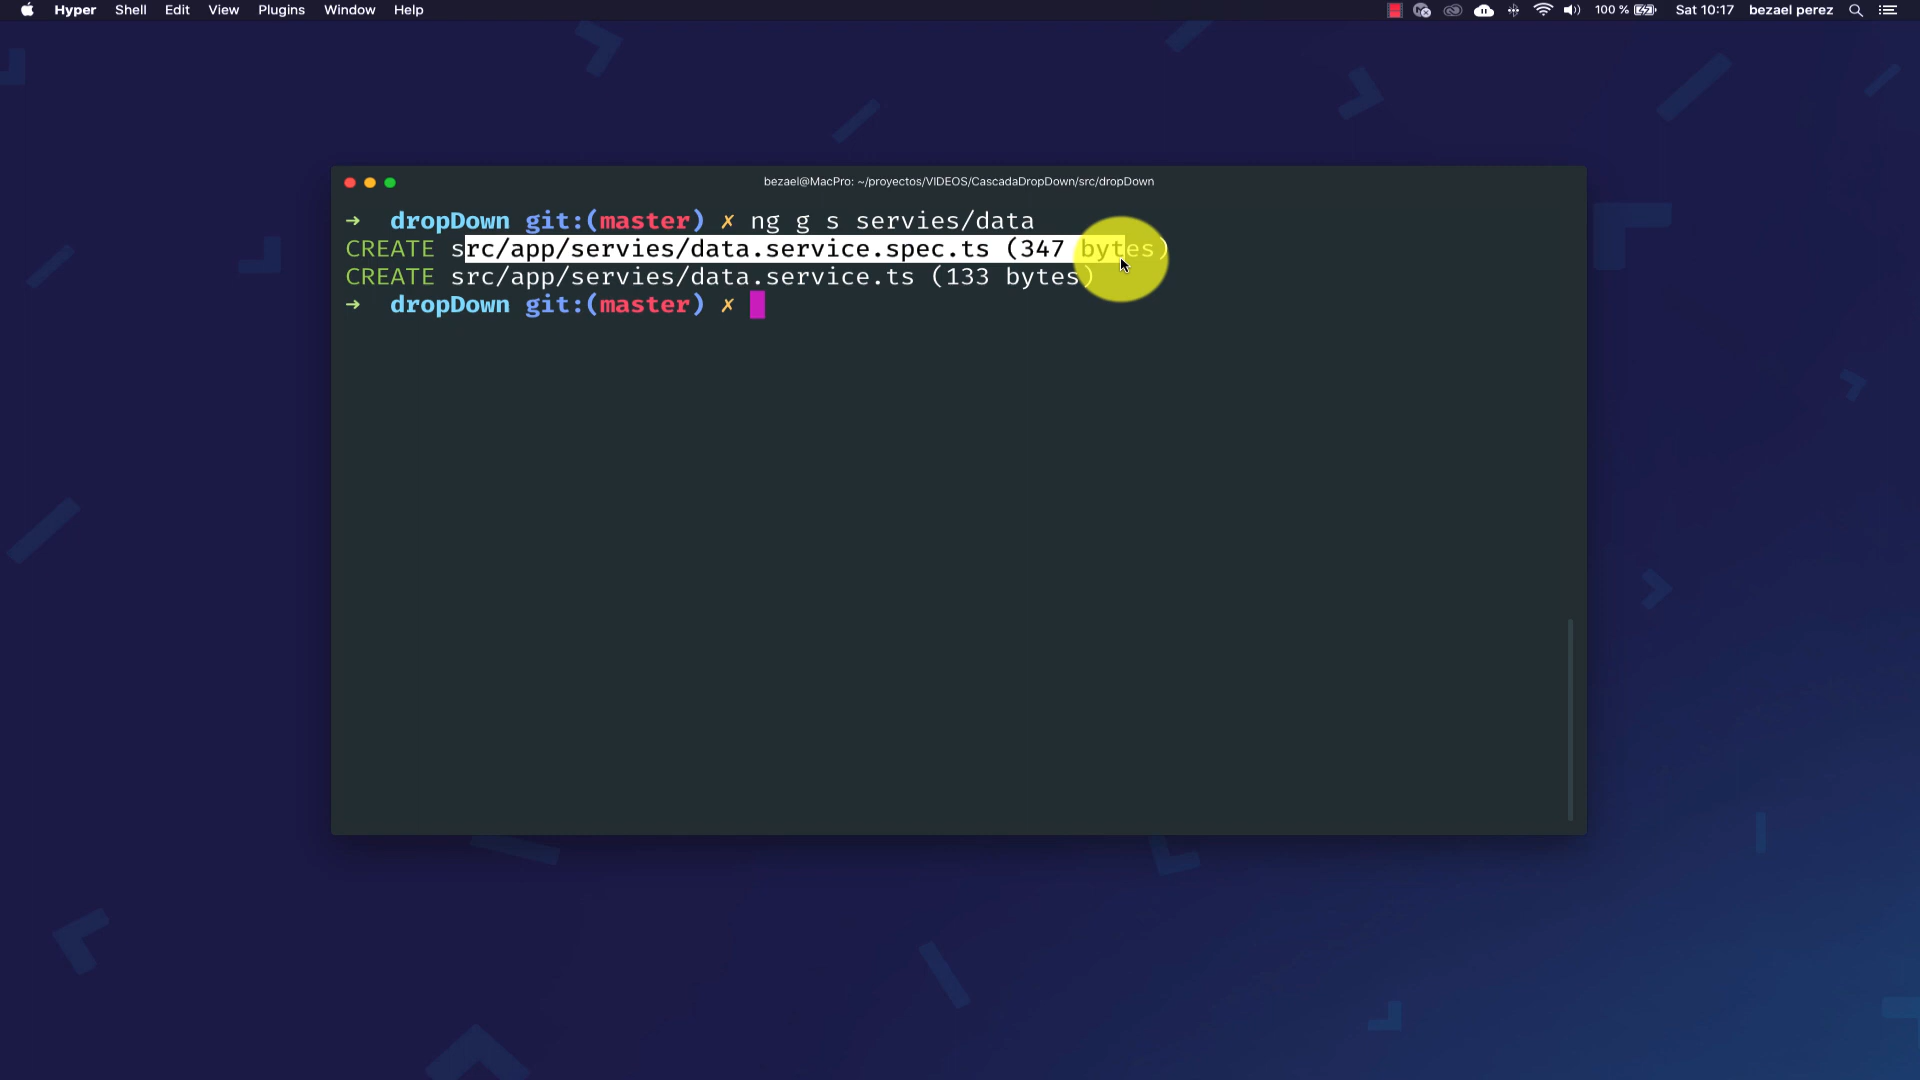 Hyper Shell Edit View Plugins Window Help 100 % Sat 10:17 bezael perez
bezael@MacPro: ~/proyectos/VIDEOS/CascadaDropDown/src/dropDown
➜ dropDown git:(master) ✗ ng g s servies/data
CREATE src/app/servies/data.service.spec.ts (347 bytes)
CREATE src/app/servies/data.service.ts (133 bytes)
➜ dropDown git:(master) ✗